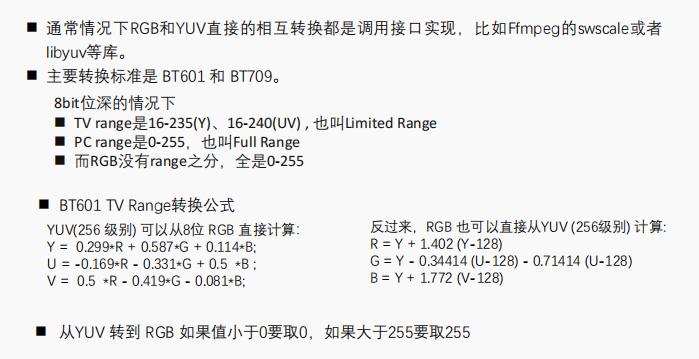 ■ 通常情况下RGB和YUV直接的相互转换都是调用接口实现，比如Ffmpeg的swscale或者
libyuv等库。
■ 主要转换标准是 BT601 和 BT709。
8bit位深的情况下
■ TV range是16-235(Y)、16-240(UV) , 也叫Limited Range
■ PC range是0-255，也叫Full Range
■ 而RGB没有range之分，全是0-255
■ BT601 TV Range转换公式
YUV(256 级别) 可以从8位 RGB 直接计算:
Y = 0.299*R + 0.587*G + 0.114*B;
U = -0.169*R - 0.331*G + 0.5 *B ;
V = 0.5 *R - 0.419*G - 0.081*B;
反过来，RGB 也可以直接从YUV (256级别) 计算:
R = Y + 1.402 (Y-128)
G = Y - 0.34414 (U-128) - 0.71414 (U-128)
B = Y + 1.772 (V-128)
■ 从YUV 转到 RGB 如果值小于0要取0，如果大于255要取255